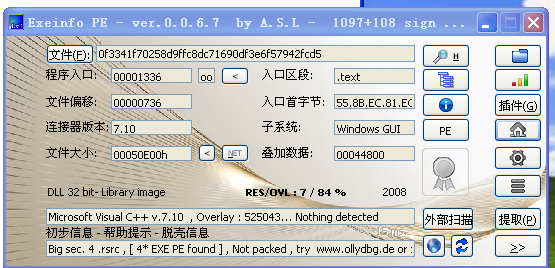 Exeinfo PE - ver.0.0.6.7 by A.S.L - 1097+108 sign ...
文件(F): 0f3341f70258d9ffc8dc71690df3e6f57942fcd5 H
程序入口: 00001336 oo < 入口区段: .text
文件偏移: 00000736 入口首字节: 55.8B.EC.81.EC 插件(G)
连接器版本: 7.10 子系统: Windows GUI PE
文件大小: 00050E00h < .NET 叠加数据: 00044800
DLL 32 bit- Library image RES/OVL : 7 / 84 % 2008
Microsoft Visual C++ v.7.10 , Overlay : 525043... Nothing detected 外部扫描 提取(P)
初步信息 - 帮助提示 - 脱壳信息
Big sec. 4 .rsrc , [ 4* EXE PE found ] , Not packed , try www.ollydbg.de or >>